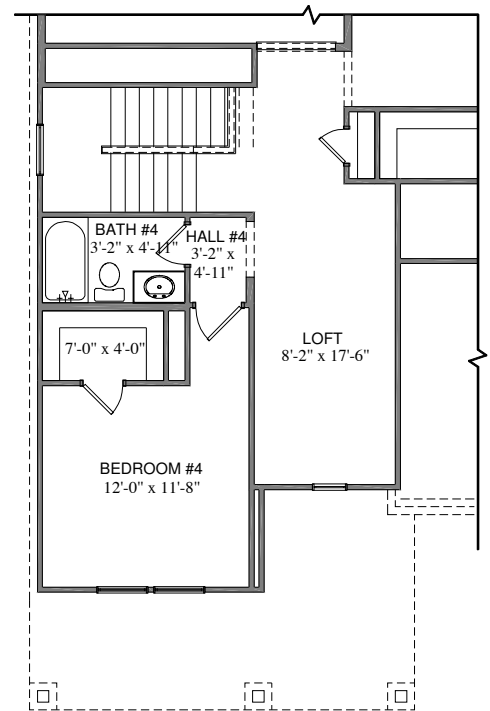 BATH #4
3'-2" x 4'-11"
HALL #4
3'-2" x
4'-11"
LOFT
8'-2" x 17'-6"
7'-0" x 4'-0"
BEDROOM #4
12'-0" x 11'-8"